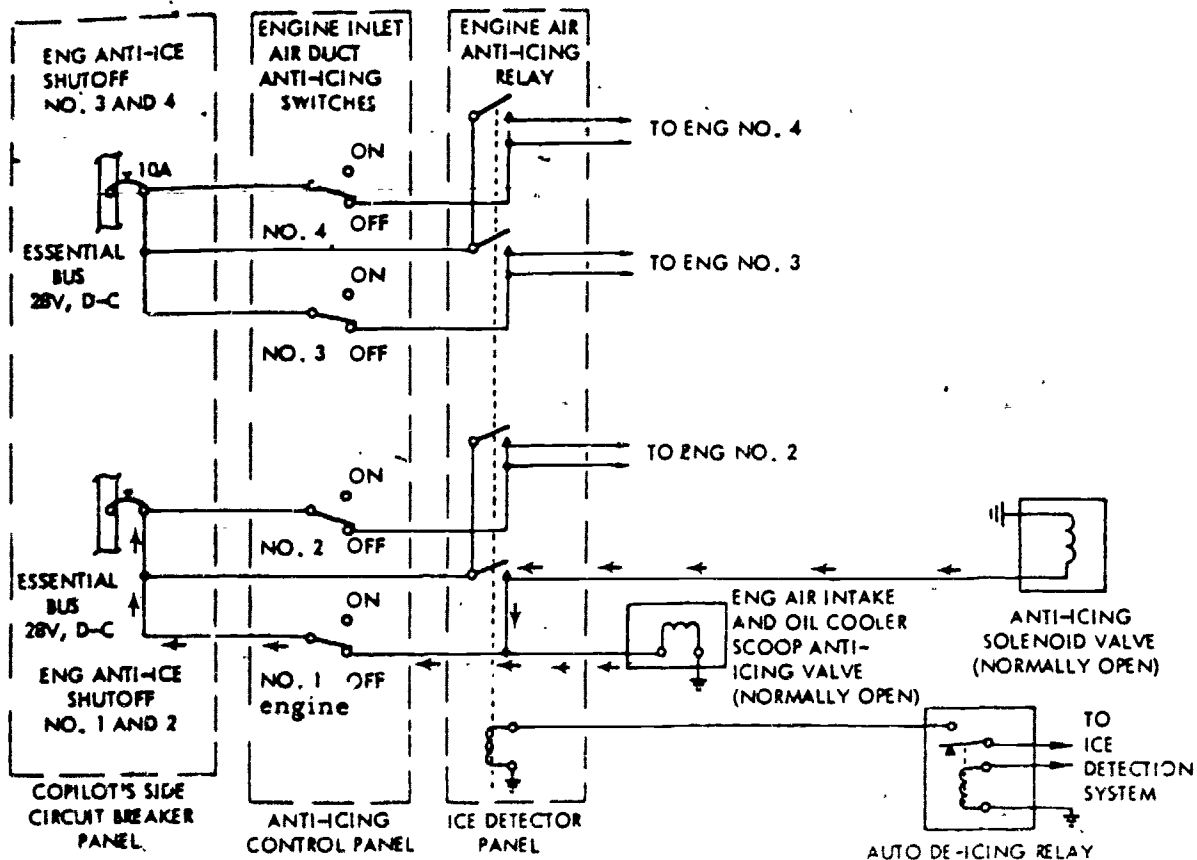 ENG ANTI-ICE
SHUTOFF
NO. 3 AND 4
10A
ESSENTIAL
BUS
28V, D-C
ESSENTIAL
BUS
28V, D-C
ENG ANTI-ICE
SHUTOFF
NO. 1 AND 2
COPILOT'S SIDE
CIRCUIT BREAKER
PANEL
ENGINE INLET
AIR DUCT
ANTI-ICING
SWITCHES
ON
OFF
NO. 4
ON
NO. 3 OFF
ON
NO. 2 OFF
ON
NO. 1 OFF
engine
ANTI-ICING
CONTROL PANEL
ENGINE AIR
ANTI-ICING
RELAY
ICE DETECTOR
PANEL
TO ENG NO. 4
TO ENG NO. 3
TO ENG NO. 2
ENG AIR INTAKE
AND OIL COOLER
SCOOP ANTI-
ICING VALVE
(NORMALLY OPEN)
ANTI-ICING
SOLENOID VALVE
(NORMALLY OPEN)
TO
ICE
DETECTION
SYSTEM
AUTO DE-ICING RELAY